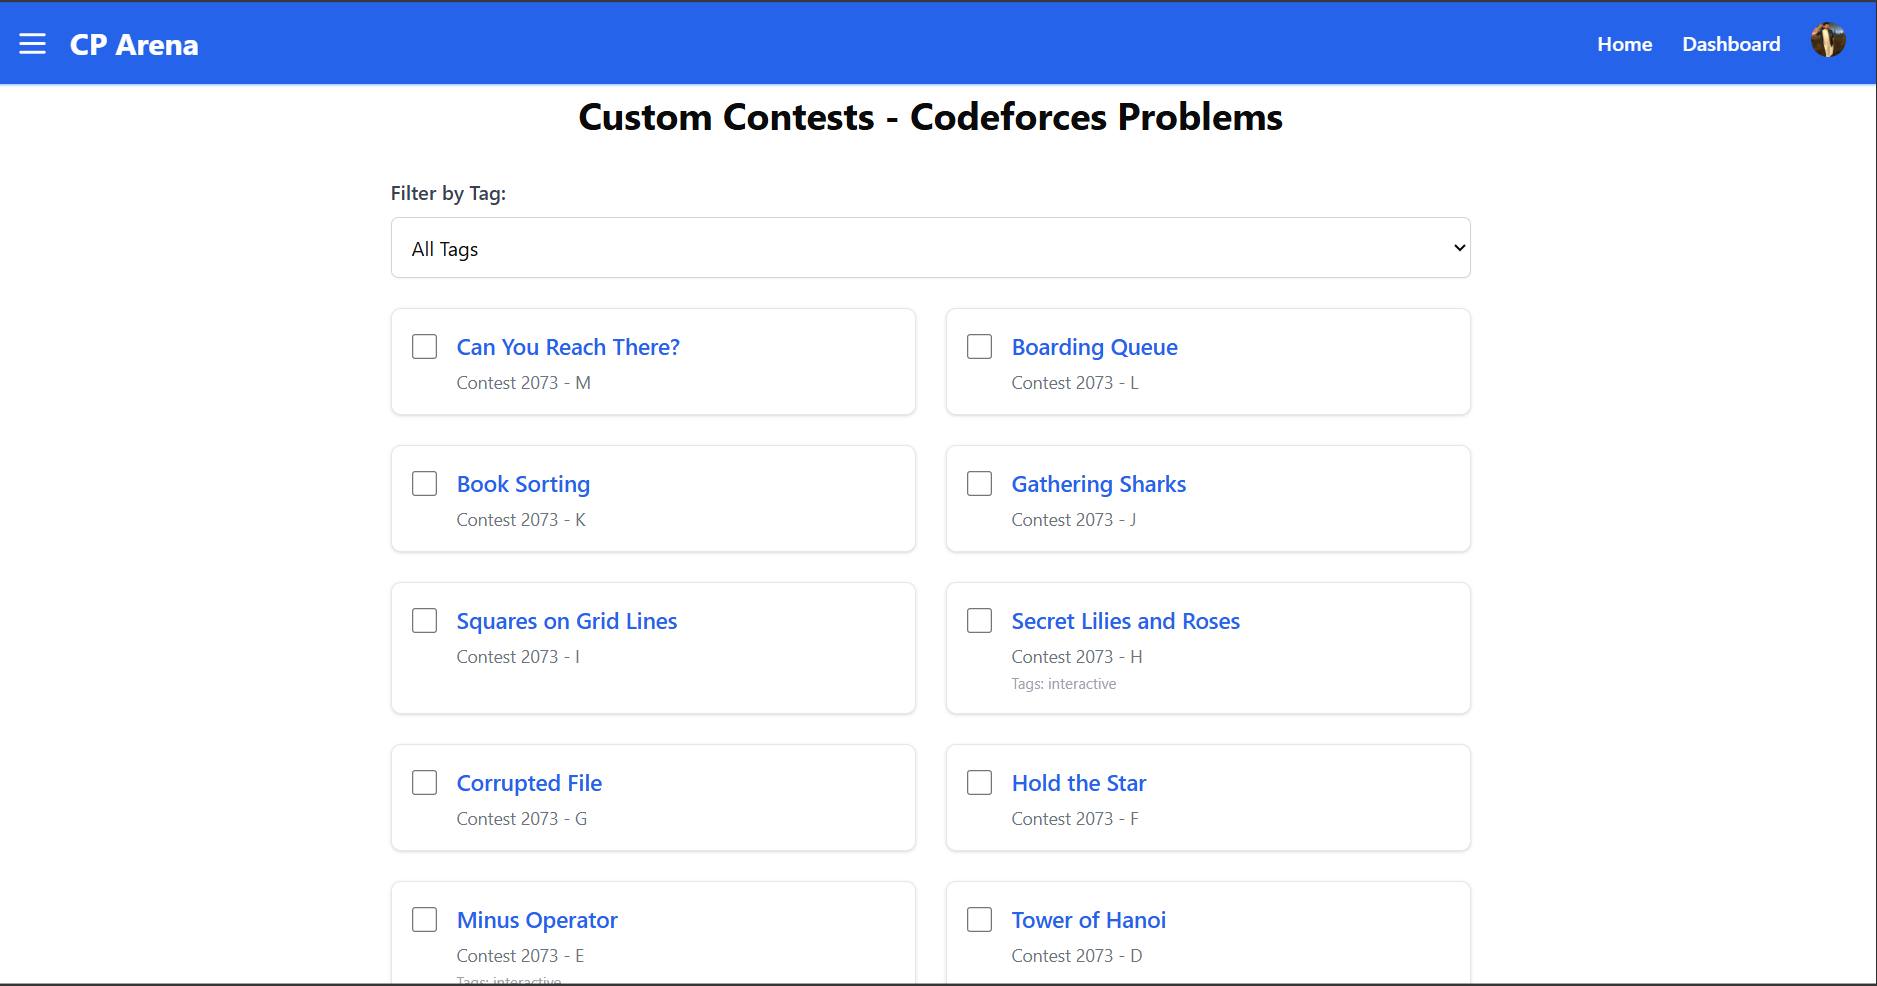 CP Arena
Home
Dashboard
Custom Contests - Codeforces Problems
Filter by Tag:
All Tags
Can You Reach There?
Contest 2073 - M
Boarding Queue
Contest 2073 - L
Book Sorting
Contest 2073 - K
Gathering Sharks
Contest 2073 - J
Squares on Grid Lines
Contest 2073 - I
Secret Lilies and Roses
Contest 2073 - H
Tags: interactive
Corrupted File
Contest 2073 - G
Hold the Star
Contest 2073 - F
Minus Operator
Contest 2073 - E
Tags: interactive
Tower of Hanoi
Contest 2073 - D